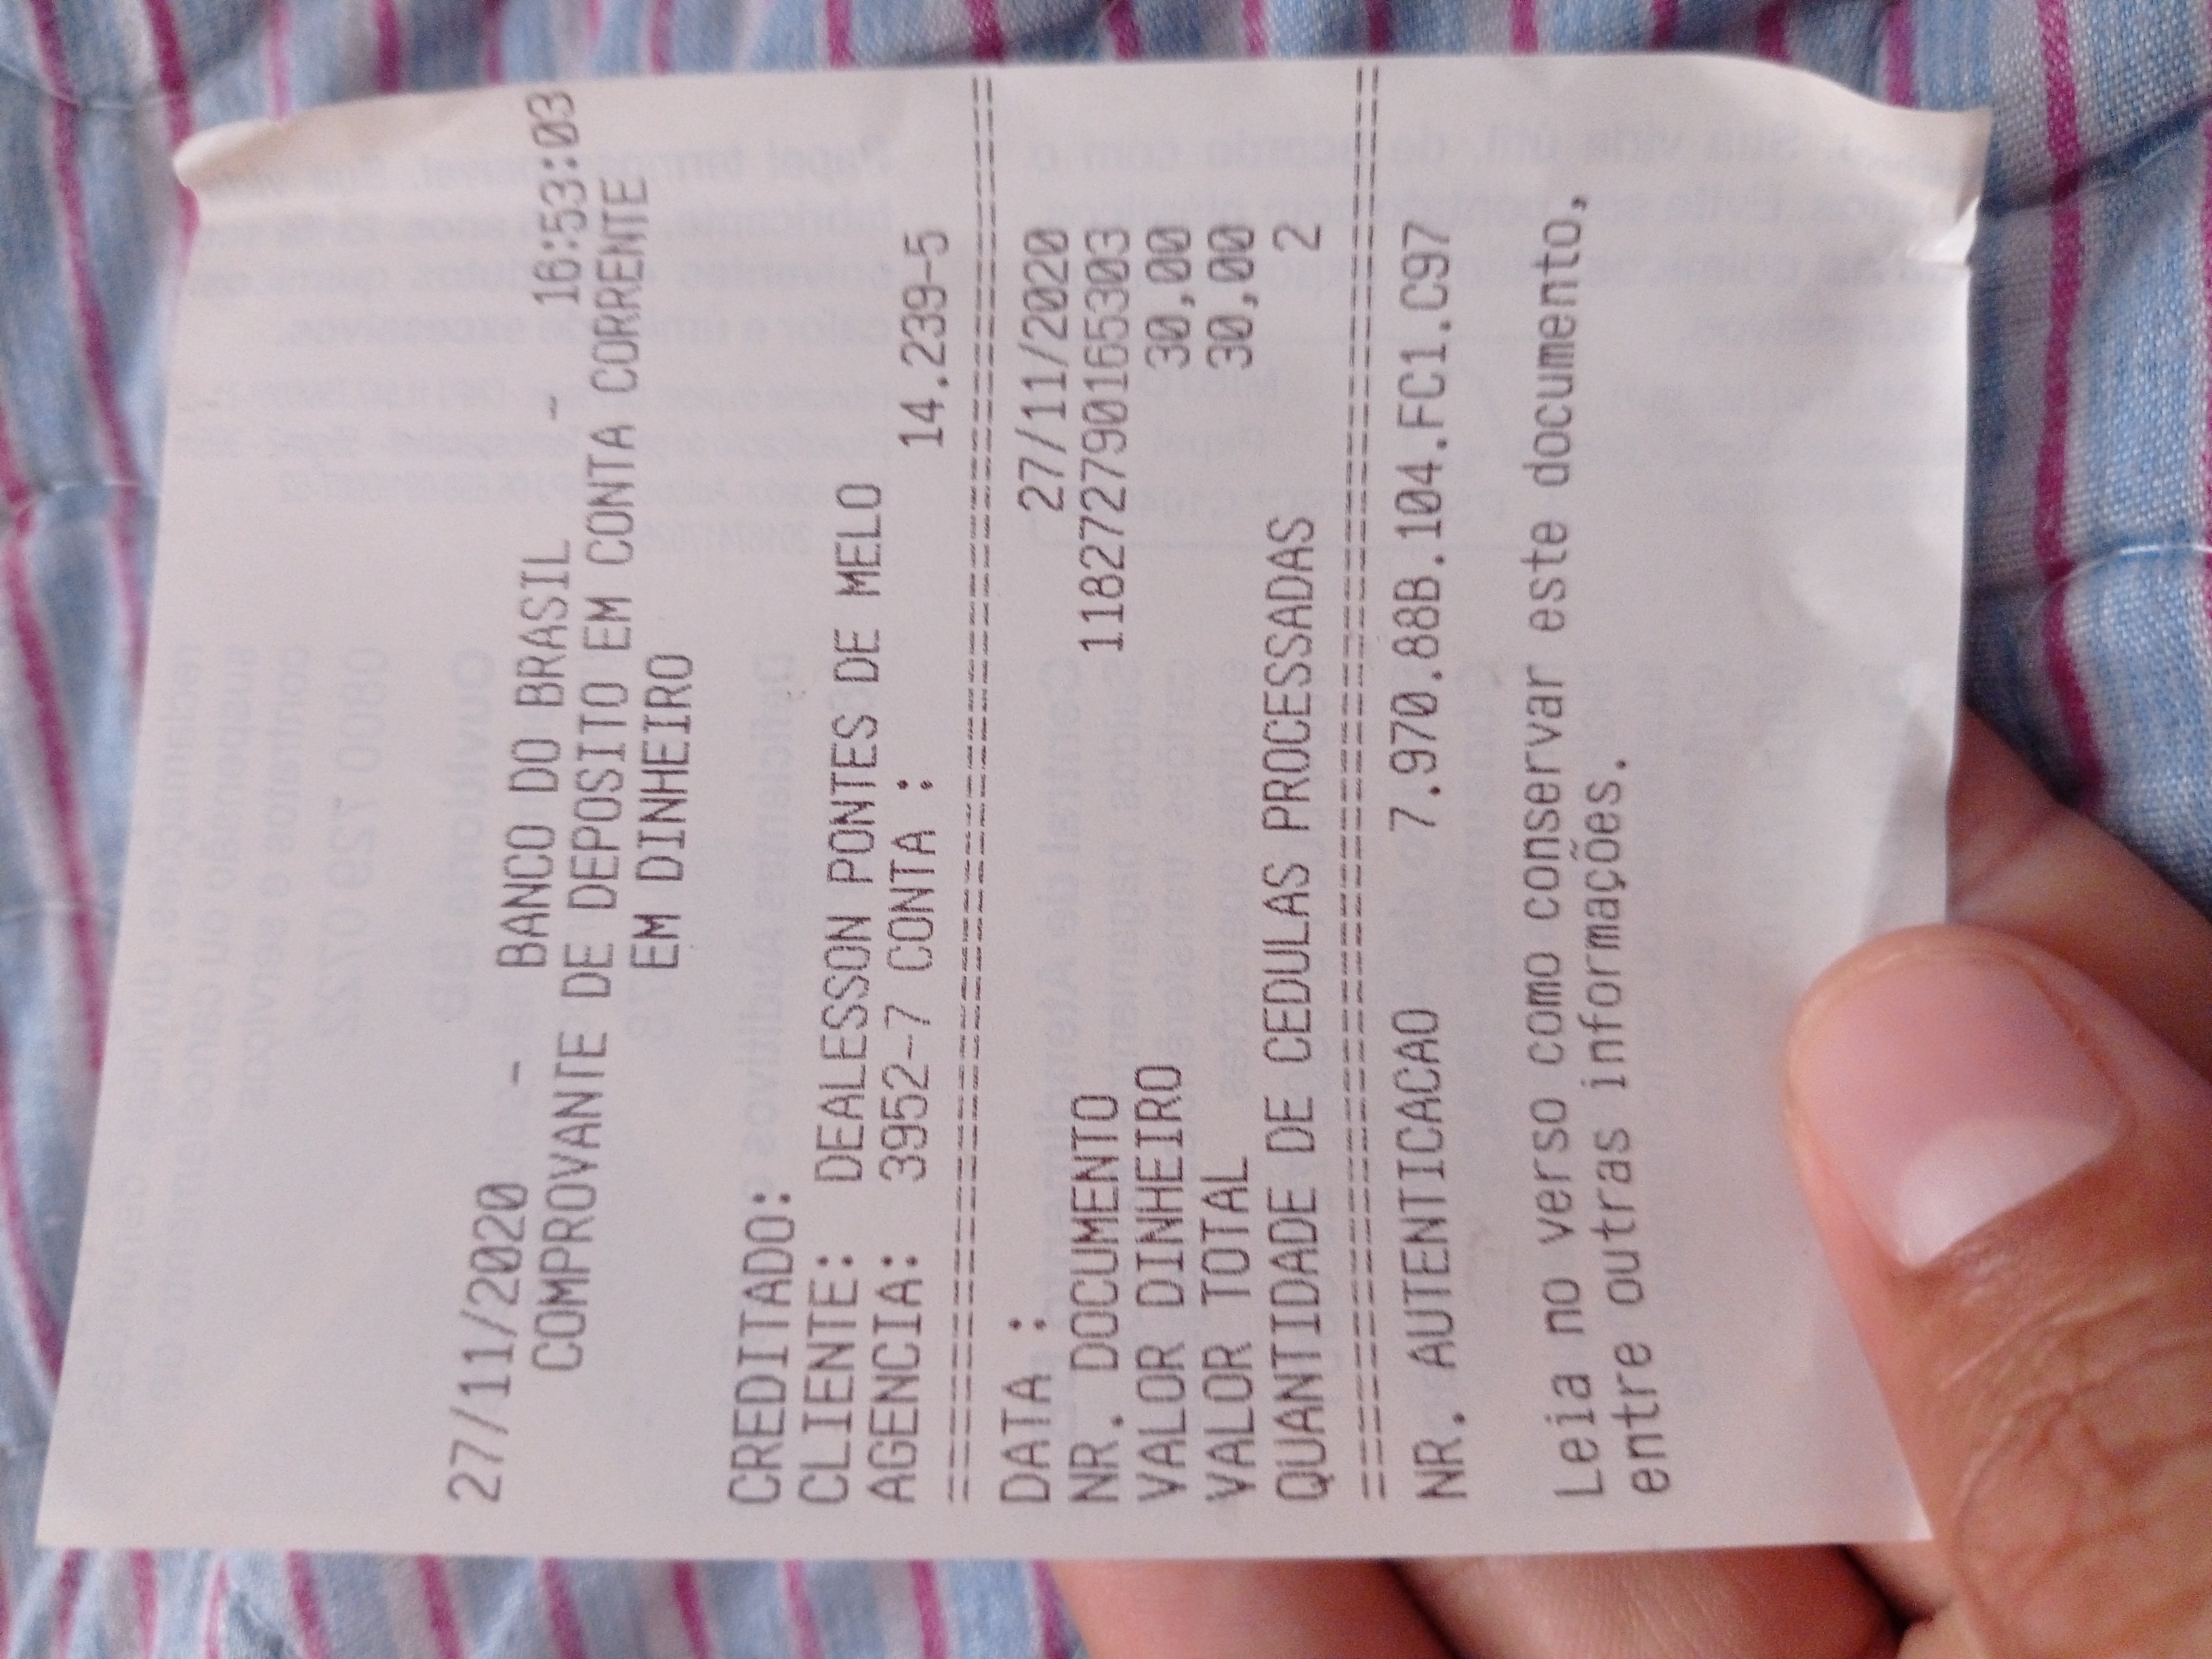 27/11/2020 - BANCO DO BRASIL - 16:53:03
COMPROVANTE DE DEPOSITO EM CONTA CORRENTE
EM DINHEIRO
CREDITADO:
CLIENTE: DEALESSON PONTES DE MELO
AGENCIA: 3952-7 CONTA : 14.239-5
DATA : 27/11/2020
NR. DOCUMENTO 118272790165303
VALOR DINHEIRO 30,00
VALOR TOTAL 30,00
QUANTIDADE DE CEDULAS PROCESSADAS 2
NR. AUTENTICACAO 7.970.88B.104.FC1.C97
Leia no verso como conservar este documento,
entre outras informações.